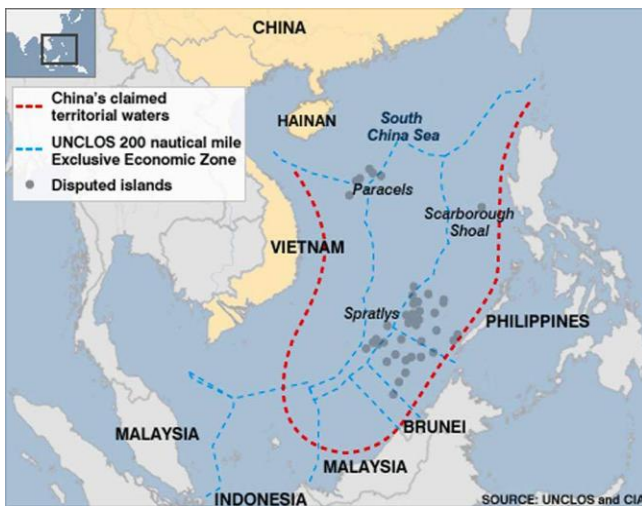 CHINA
China's claimed
territorial waters
UNCLOS 200 nautical mile
Exclusive Economic Zone
Disputed islands
HAINAN
South
China Sea
Paracels
Scarborough
Shoal
VIETNAM
Spratlys
PHILIPPINES
BRUNEI
MALAYSIA
MALAYSIA
INDONESIA
SOURCE: UNCLOS and CIA